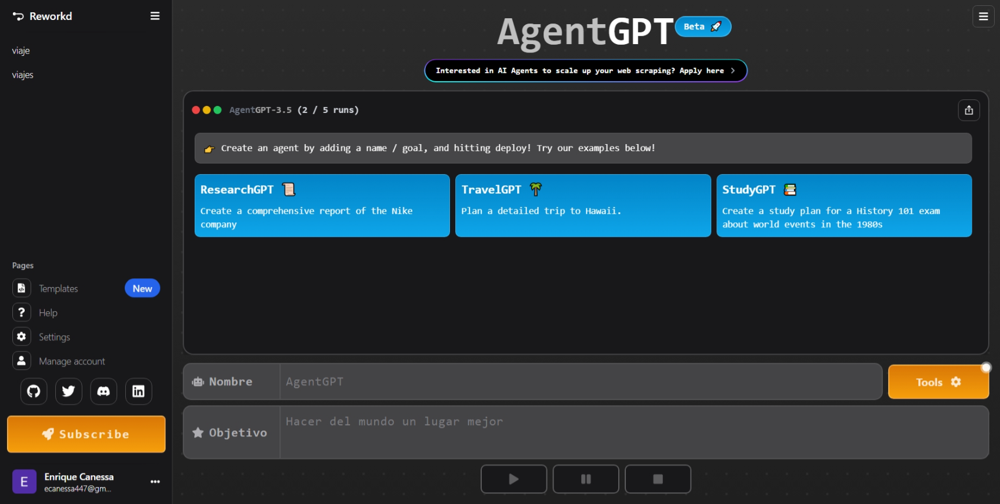 Reworkd
viaje
viajes
Pages
Templates
New
Help
Settings
Manage account
Subscribe
E
Enrique Canessa
ecanessa447@gm...
AgentGPT
Beta
Interested in AI Agents to scale up your web scraping? Apply here
AgentGPT-3.5 (2 / 5 runs)
Create an agent by adding a name / goal, and hitting deploy! Try our examples below!
ResearchGPT
Create a comprehensive report of the Nike
company
TravelGPT
Plan a detailed trip to Hawaii.
StudyGPT
Create a study plan for a History 101 exam
about world events in the 1980s
Nombre
AgentGPT
Tools
Objetivo
Hacer del mundo un lugar mejor